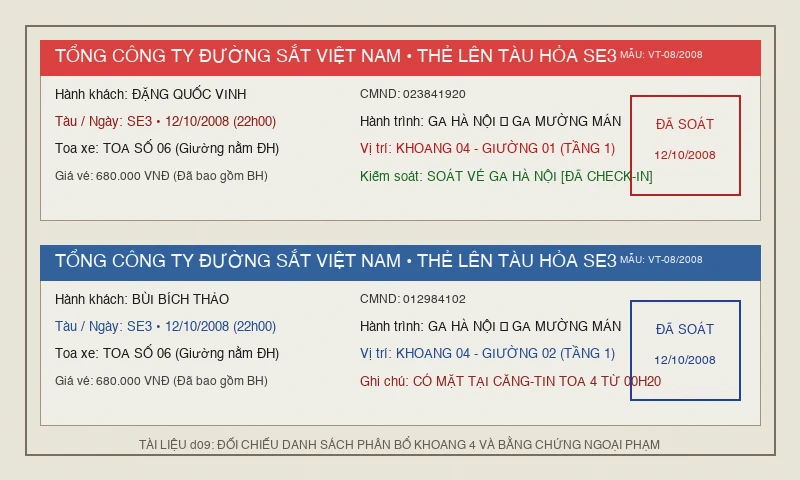 TỔNG CÔNG TY ĐƯỜNG SẮT VIỆT NAM • THẺ LÊN TÀU HỎA SE3 MẪU: VT-08/2008
Hành khách: ĐẶNG QUỐC VINH
CMND: 023841920
Tàu / Ngày: SE3 • 12/10/2008 (22h00)
Hành trình: GA HÀ NỘI □ GA MƯỜNG MÁN
Toa xe: TOA SỐ 06 (Giường nằm ĐH)
Vị trí: KHOANG 04 - GIƯỜNG 01 (TẦNG 1)
Giá vé: 680.000 VNĐ (Đã bao gồm BH)
Kiểm soát: SOÁT VÉ GA HÀ NỘI [ĐÃ CHECK-IN]
ĐÃ SOÁT
12/10/2008
TỔNG CÔNG TY ĐƯỜNG SẮT VIỆT NAM • THẺ LÊN TÀU HỎA SE3 MẪU: VT-08/2008
Hành khách: BÙI BÍCH THẢO
CMND: 012984102
Tàu / Ngày: SE3 • 12/10/2008 (22h00)
Hành trình: GA HÀ NỘI □ GA MƯỜNG MÁN
Toa xe: TOA SỐ 06 (Giường nằm ĐH)
Vị trí: KHOANG 04 - GIƯỜNG 02 (TẦNG 1)
Giá vé: 680.000 VNĐ (Đã bao gồm BH)
Ghi chú: CÓ MẶT TẠI CĂNG-TIN TOA 4 TỪ 00H20
ĐÃ SOÁT
12/10/2008
TÀI LIỆU d09: ĐỐI CHIẾU DANH SÁCH PHÂN BỔ KHOANG 4 VÀ BẰNG CHỨNG NGOẠI PHẠM